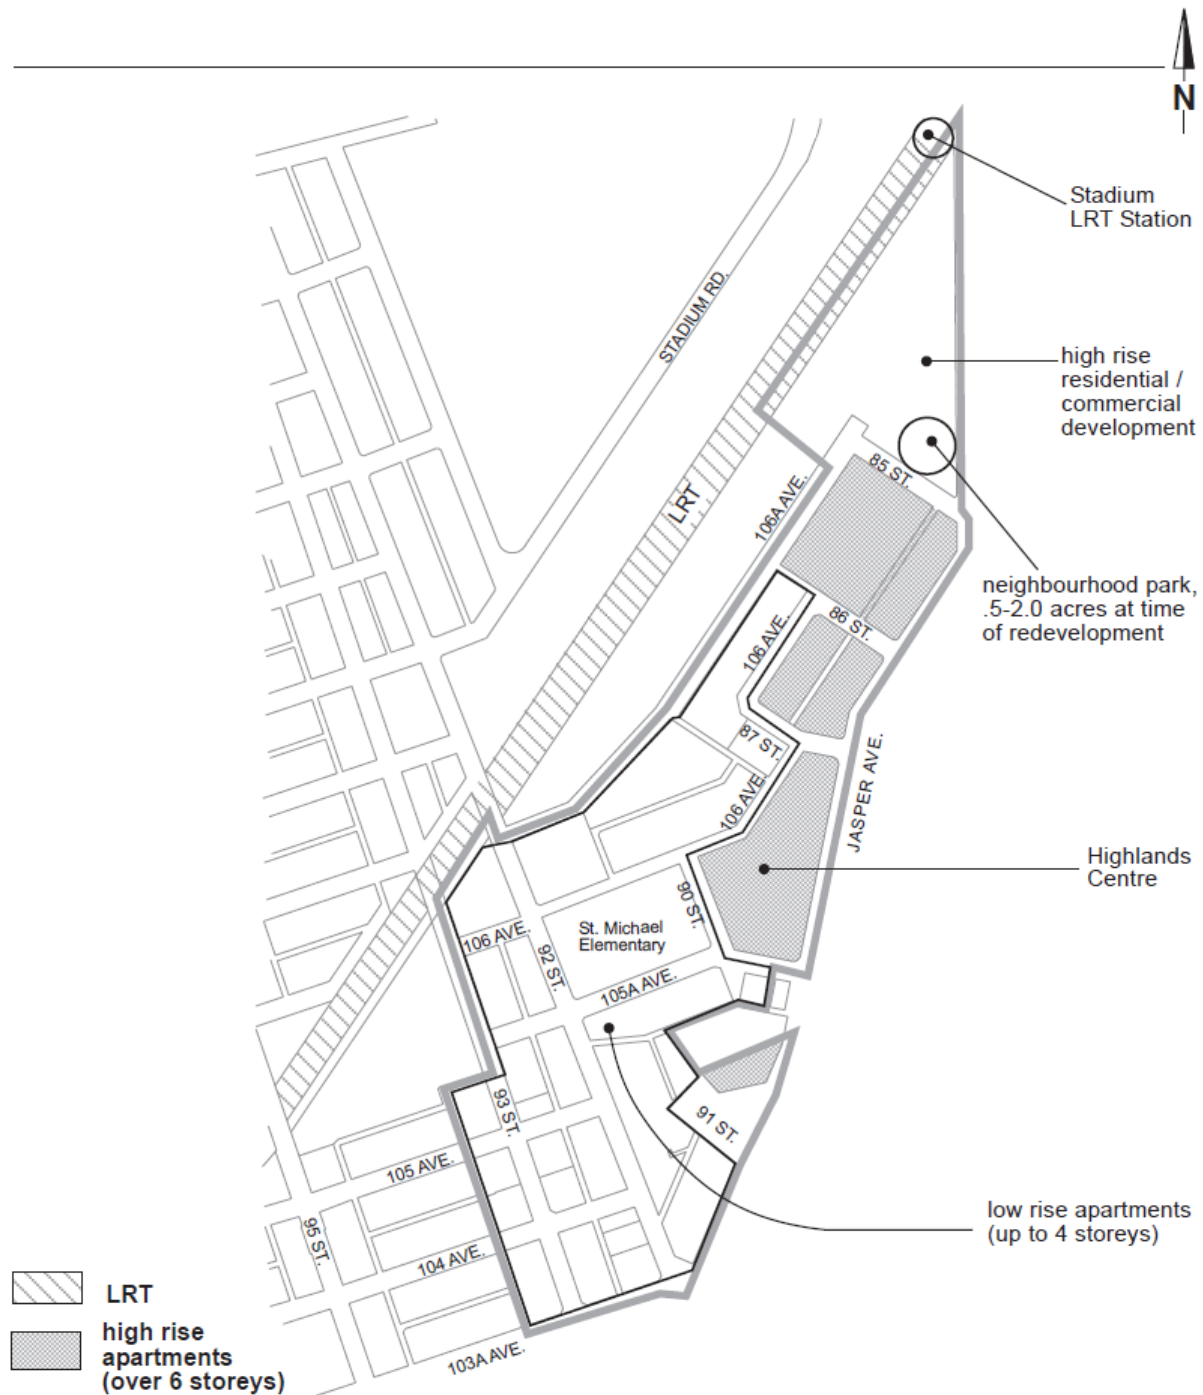 N
Stadium
LRT Station
STADIUM RD.
high rise
residential /
commercial
development
85 ST.
LRT
106A AVE.
neighbourhood park,
.5-2.0 acres at time
of redevelopment
86 ST.
106 AVE.
87 ST.
JASPER AVE.
106 AVE.
Highlands
Centre
90 ST.
St. Michael
Elementary
106 AVE.
92 ST.
105A AVE.
93 ST.
91 ST.
105 AVE.
low rise apartments
(up to 4 storeys)
95 ST.
104 AVE.
LRT
high rise
apartments
(over 6 storeys)
103A AVE.